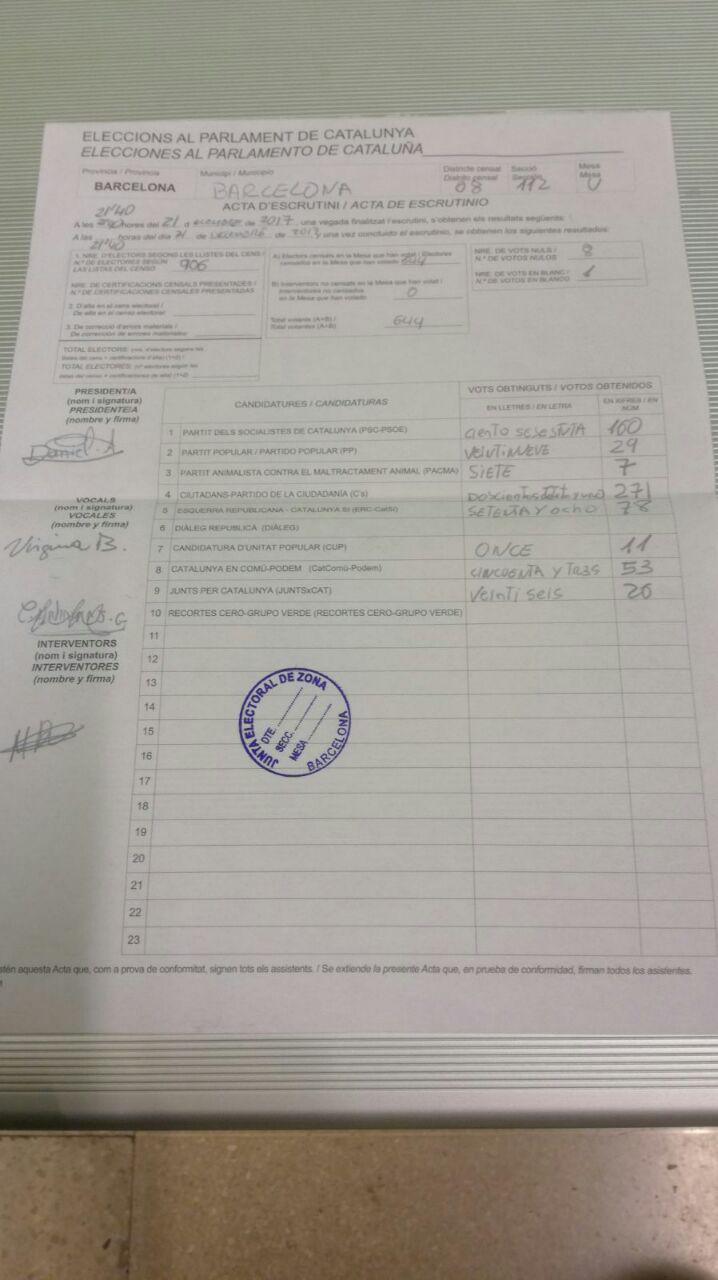 ELECCIONS AL PARLAMENT DE CATALUNYA
ELECCIONES AL PARLAMENTO DE CATALUÑA
Província / Provincia Municipi / Municipio Districte censal Secció Mesa
Distrito censal Sección Mesa
BARCELONA BARCELONA 08 112 U
ACTA D'ESCRUTINI / ACTA DE ESCRUTINIO
21'40
A les hores del 21 de 2017, una vegada finalitzat l'escrutini, s'obtenen els resultats següents:
A las horas del día 21 de de 2017 y una vez concluido el escrutinio, se obtienen los siguientes resultados:
21'40
1. NRE. D'ELECTORS SEGONS LES LLISTES DEL CENS /
N.º DE ELECTORES SEGÚN
LAS LISTAS DEL CENSO 906
NRE. DE CERTIFICACIONS CENSALS PRESENTADES /
N.º DE CERTIFICACIONES CENSALES PRESENTADAS
2. D'alta en el cens electoral /
De alta en el censo electoral
3. De correcció d'errors materials /
De corrección de errores materiales
A) Electors censats en la Mesa que han votat / Electores
censados en la Mesa que han votado 644
B) Interventors no censats en la Mesa que han votat /
Interventores no censados
en la Mesa que han votado 0
Total votants (A+B) /
Total votantes (A+B) 644
NRE. DE VOTS NULS /
N.º DE VOTOS NULOS 8
NRE. DE VOTS EN BLANC /
N.º DE VOTOS EN BLANCO 1
TOTAL ELECTORS:
TOTAL ELECTORES:
PRESIDENT/A
(nom i signatura)
PRESIDENTE/A
(nombre y firma)
Daniel A
VOCALS
(nom i signatura)
VOCALES
(nombre y firma)
Virginia B.
INTERVENTORS
(nom i signatura)
INTERVENTORES
(nombre y firma)
CANDIDATURES / CANDIDATURAS VOTS OBTINGUTS / VOTOS OBTENIDOS
EN LLETRES / EN LETRA EN XIFRES / EN NÚM
1 PARTIT DELS SOCIALISTES DE CATALUNYA (PSC-PSOE) 160
2 PARTIT POPULAR / PARTIDO POPULAR (PP) VEINTINUEVE 29
3 PARTIT ANIMALISTA CONTRA EL MALTRACTAMENT ANIMAL (PACMA) SIETE 7
4 CIUTADANS-PARTIDO DE LA CIUDADANÍA (C's) 271
5 ESQUERRA REPUBLICANA - CATALUNYA SÍ (ERC-CatSí) SETENTA Y OCHO 78
6 DIÀLEG REPUBLICÀ (DIÀLEG)
7 CANDIDATURA D'UNITAT POPULAR (CUP) ONCE 11
8 CATALUNYA EN COMÚ-PODEM (CatComú-Podem) CINCUENTA Y TRES 53
9 JUNTS PER CATALUNYA (JUNTSxCAT) Veinti seis 26
10 RECORTES CERO-GRUPO VERDE (RECORTES CERO-GRUPO VERDE)
11
12
13
14
15
16
17
18
19
20
21
22
23
JUNTA ELECTORAL DE ZONA
DTE.
SECC.
MESA
BARCELONA
aquesta Acta que, com a prova de conformitat, signen tots els assistents. / Se extiende la presente Acta que, en prueba de conformidad, firman todos los asistentes.